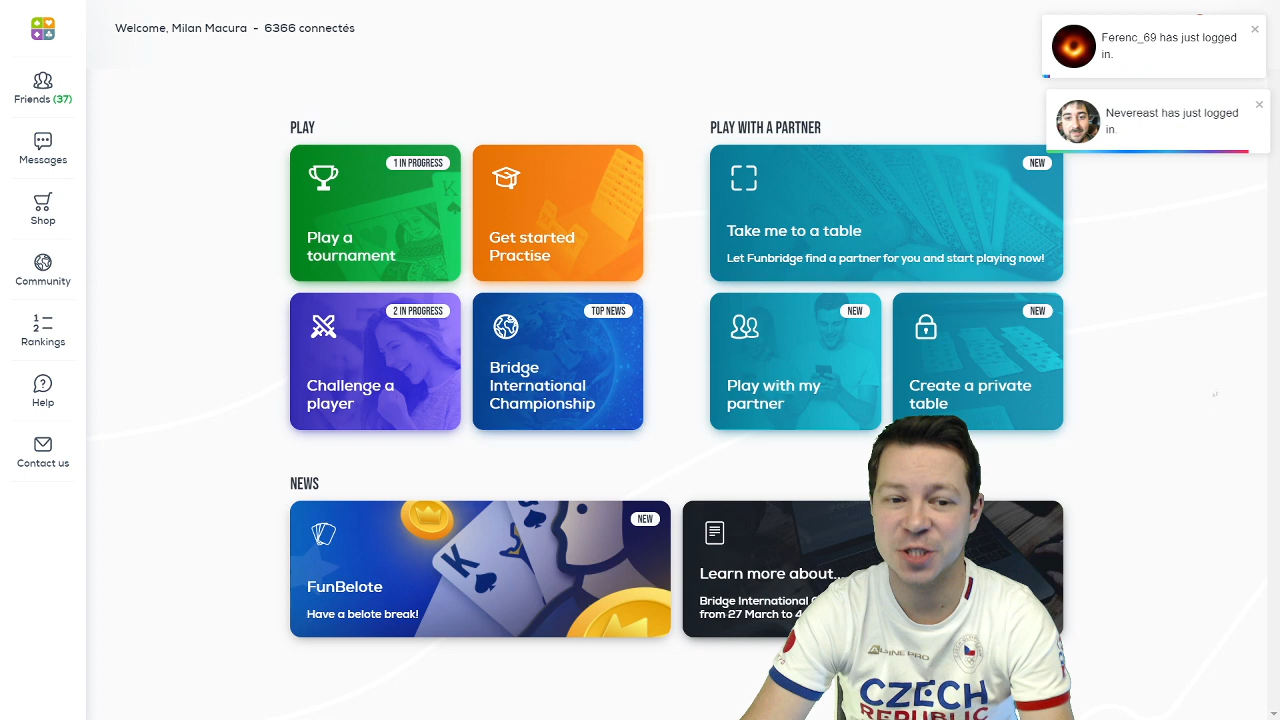 Welcome, Milan Macura - 6366 connectés
Ferenc_69 has just logged
in.
Nevereast has just logged
in.
Friends (37)
Messages
Shop
Community
1
2
Rankings
Help
Contact us
PLAY
1 IN PROGRESS
Play a
tournament
Get started
Practise
2 IN PROGRESS
Challenge a
player
TOP NEWS
Bridge
International
Championship
PLAY WITH A PARTNER
NEW
Take me to a table
Let Funbridge find a partner for you and start playing now!
NEW
Play with my
partner
NEW
Create a private
table
NEWS
NEW
K
K
FunBelote
Have a belote break!
Learn more about...
Bridge International
from 27 March to
ALPINE PRO
CZECH
REPUBLIC